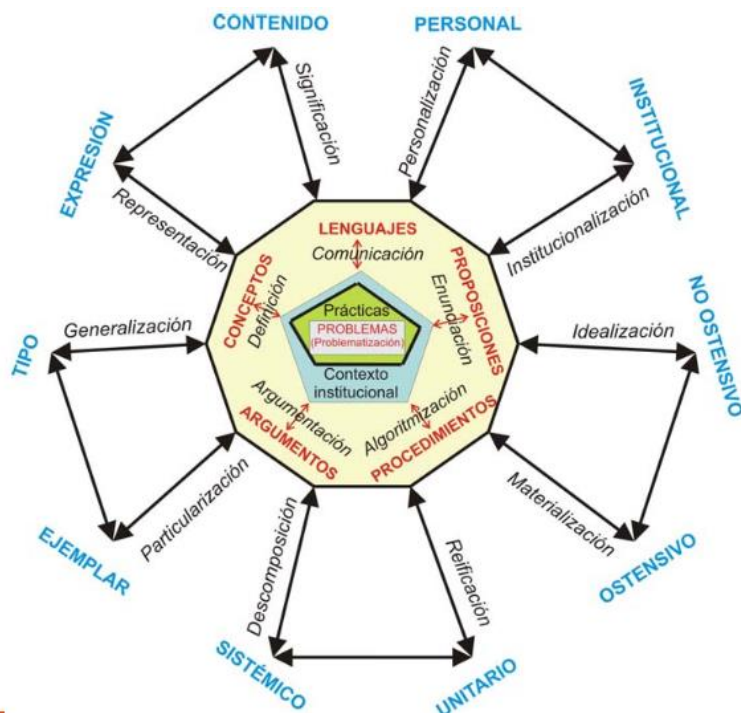 CONTENIDO
PERSONAL
EXPRESIÓN
Significación
Personalización
INSTITUCIONAL
Representación
Institucionalización
LENGUAJES
Comunicación
CONCEPTOS
Definición
PROPOSICIONES
Enunciación
Prácticas
PROBLEMAS
(Problematización)
Contexto
institucional
TIPO
Generalización
Idealización
NO OSTENSIVO
Argumentación
ARGUMENTOS
Algoritmización
PROCEDIMIENTOS
EJEMPLAR
Particularización
Materialización
OSTENSIVO
Descomposición
Reificación
SISTÉMICO
UNITARIO